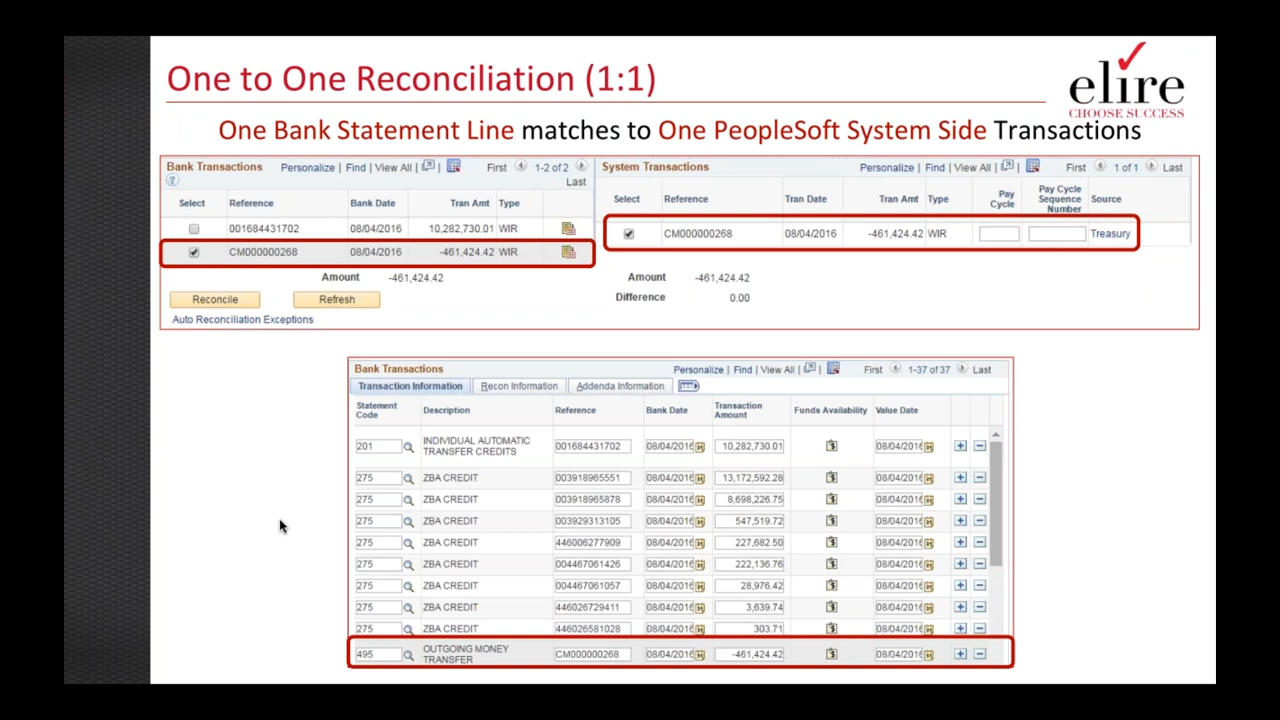 One to One Reconciliation (1:1)
elire
CHOOSE SUCCESS
One Bank Statement Line matches to One PeopleSoft System Side Transactions
Bank Transactions Personalize | Find | View All | First 1-2 of 2 Last
Select Reference Bank Date Tran Amt Type
001684431702 08/04/2016 10,282,730.01 WIR
CM000000268 08/04/2016 -461,424.42 WIR
Amount -461,424.42
Reconcile Refresh
Auto Reconciliation Exceptions
System Transactions Personalize | Find | View All | First 1 of 1 Last
Select Reference Tran Date Tran Amt Type Pay Cycle Pay Cycle Sequence Number Source
CM000000268 08/04/2016 -461,424.42 WIR Treasury
Amount -461,424.42
Difference 0.00
Bank Transactions Personalize | Find | View All | First 1-37 of 37 Last
Transaction Information Recon Information Addenda Information
Statement Code Description Reference Bank Date Transaction Amount Funds Availability Value Date
201 INDIVIDUAL AUTOMATIC TRANSFER CREDITS 001684431702 08/04/2016 10,282,730.01 08/04/2016
275 ZBA CREDIT 003918965551 08/04/2016 13,172,592.28 08/04/2016
275 ZBA CREDIT 003918965878 08/04/2016 8,698,226.75 08/04/2016
275 ZBA CREDIT 003929313105 08/04/2016 547,519.72 08/04/2016
275 ZBA CREDIT 446006277909 08/04/2016 227,682.50 08/04/2016
275 ZBA CREDIT 004467061426 08/04/2016 222,136.76 08/04/2016
275 ZBA CREDIT 004467061057 08/04/2016 28,976.42 08/04/2016
275 ZBA CREDIT 446026729411 08/04/2016 3,639.74 08/04/2016
275 ZBA CREDIT 446026581028 08/04/2016 303.71 08/04/2016
495 OUTGOING MONEY TRANSFER CM000000268 08/04/2016 -461,424.42 08/04/2016